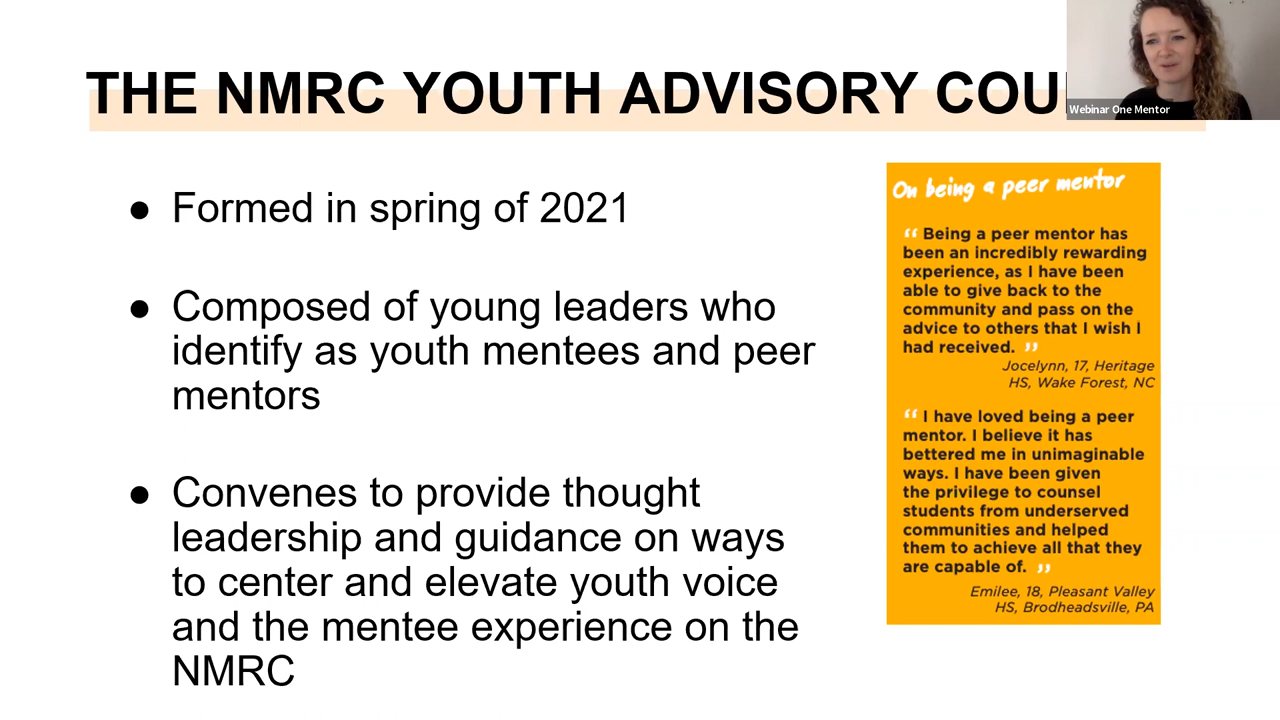 THE NMRC YOUTH ADVISORY COU
Webinar One Mentor
● Formed in spring of 2021
● Composed of young leaders who
identify as youth mentees and peer
mentors
● Convenes to provide thought
leadership and guidance on ways
to center and elevate youth voice
and the mentee experience on the
NMRC
On being a peer mentor
“ Being a peer mentor has
been an incredibly rewarding
experience, as I have been
able to give back to the
community and pass on the
advice to others that I wish I
had received. ”
Jocelynn, 17, Heritage
HS, Wake Forest, NC
“ I have loved being a peer
mentor. I believe it has
bettered me in unimaginable
ways. I have been given
the privilege to counsel
students from underserved
communities and helped
them to achieve all that they
are capable of. ”
Emilee, 18, Pleasant Valley
HS, Brodheadsville, PA